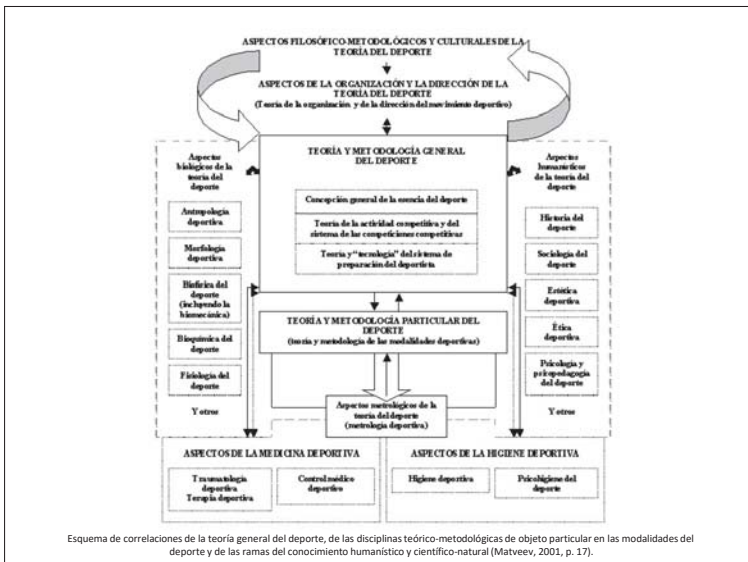 ASPECTOS FILOSÓFICO-METODOLÓGICOS Y CULTURALES DE LA
TEORÍA DEL DEPORTE
ASPECTOS DE LA ORGANIZACIÓN Y LA DIRECCIÓN DE LA
TEORÍA DEL DEPORTE
(Teoría de la organización y de la dirección del movimiento deportivo)
Aspectos
biológicos de la
teoría del
deporte
Antropología
deportiva
Morfología
deportiva
Biofísica del
deporte
(incluyendo la
biomecánica)
Bioquímica del
deporte
Fisiología del
deporte
Y otros
TEORÍA Y METODOLOGÍA GENERAL
DEL DEPORTE
Concepción general de la esencia del deporte
Teoría de la actividad competitiva y del
sistema de las competiciones competitivas
Teoría y "tecnología" del sistema de
preparación del deportista
TEORÍA Y METODOLOGÍA PARTICULAR DEL
DEPORTE
(teoría y metodología de las modalidades deportivas)
Aspectos metrológicos de la
teoría del deporte
(metrología deportiva)
Aspectos
humanísticos
de la teoría del
deporte
Historia del
deporte
Sociología del
deporte
Estética
deportiva
Ética
deportiva
Psicología y
psicopedagogía
del deporte
Y otros
ASPECTOS DE LA MEDICINA DEPORTIVA
Traumatología
deportiva
Terapia deportiva
Control médico
deportivo
ASPECTOS DE LA HIGIENE DEPORTIVA
Higiene deportiva
Psicohigiene del
deporte
Esquema de correlaciones de la teoría general del deporte, de las disciplinas teórico-metodológicas de objeto particular en las modalidades del
deporte y de las ramas del conocimiento humanístico y científico-natural (Matveev, 2001, p. 17).